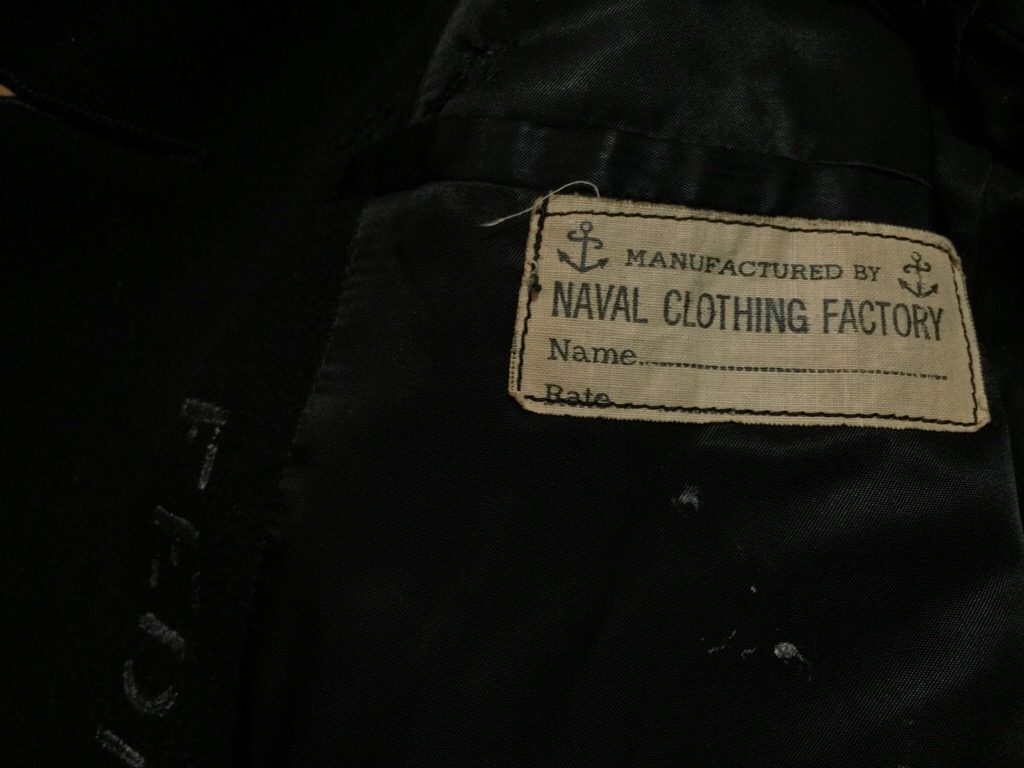 MANUFACTURED BY
NAVAL CLOTHING FACTORY
Name
Rate